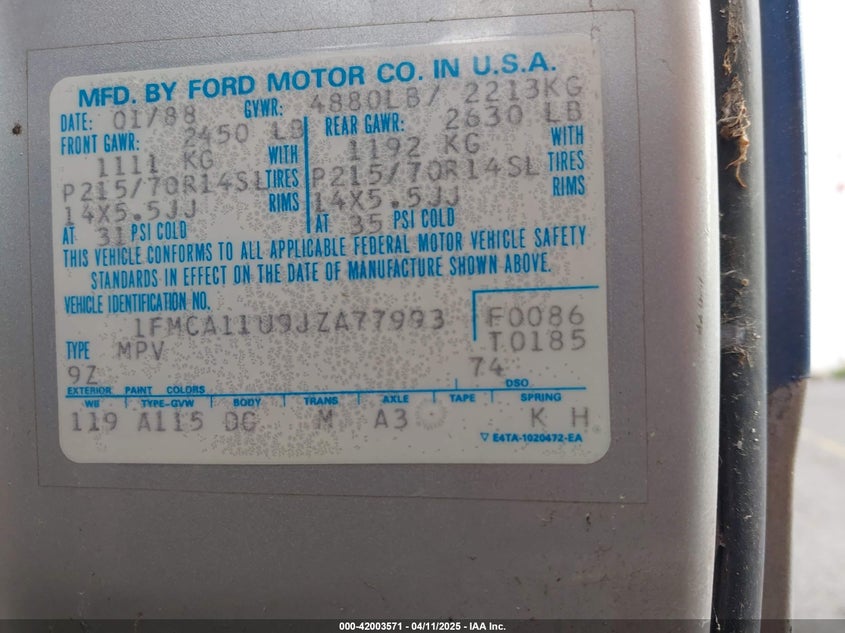 MFD. BY FORD MOTOR CO. IN U.S.A.
DATE: 01/88 GVWR: 4880LB/ 2213KG
FRONT GAWR: 2450 LB REAR GAWR: 2630 LB
1111 KG WITH 1192 KG WITH
P215/70R14SL TIRES P215/70R14SL TIRES
14X5.5JJ RIMS 14X5.5JJ RIMS
AT 31 PSI COLD AT 35 PSI COLD
THIS VEHICLE CONFORMS TO ALL APPLICABLE FEDERAL MOTOR VEHICLE SAFETY
STANDARDS IN EFFECT ON THE DATE OF MANUFACTURE SHOWN ABOVE.
VEHICLE IDENTIFICATION NO.
1FMCA11U9JZA77993 F0086
TYPE MPV T0185
9Z 74
EXTERIOR PAINT COLORS DSO
WB TYPE-GVW BODY TRANS AXLE TAPE SPRING
119 A115 DG M A3 K H
▽ E4TA-1020472-EA
000-42003571 - 04/11/2025 - IAA Inc.